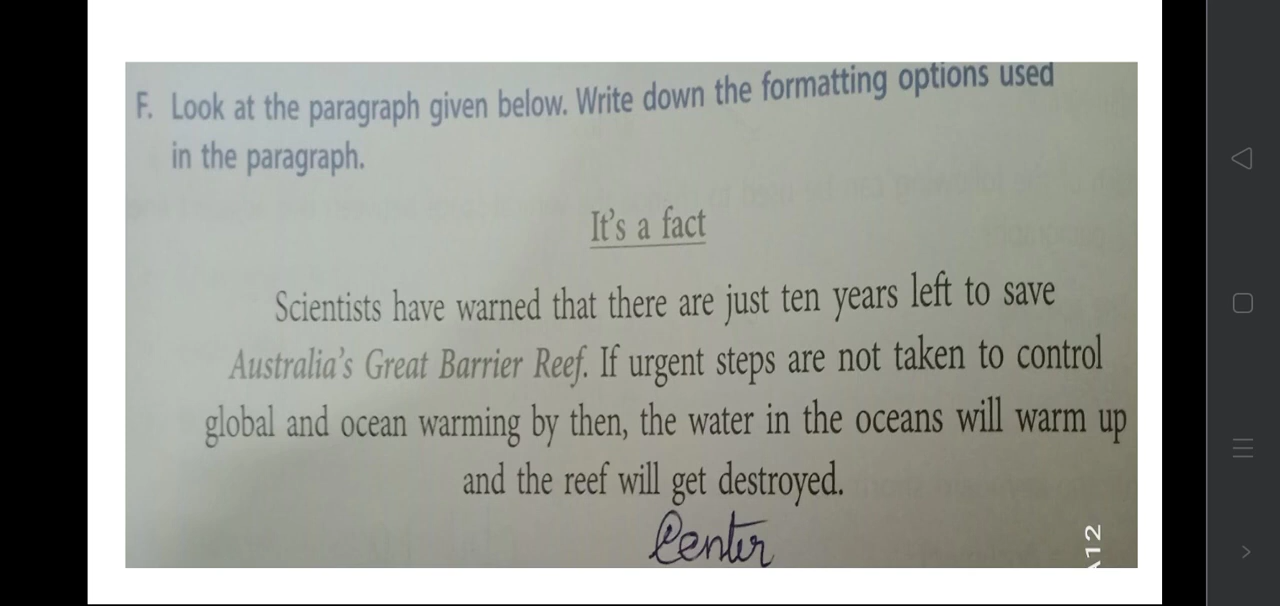 F. Look at the paragraph given below. Write down the formatting options used
in the paragraph.
It's a fact
Scientists have warned that there are just ten years left to save
Australia's Great Barrier Reef. If urgent steps are not taken to control
global and ocean warming by then, the water in the oceans will warm up
and the reef will get destroyed.
Center
A12